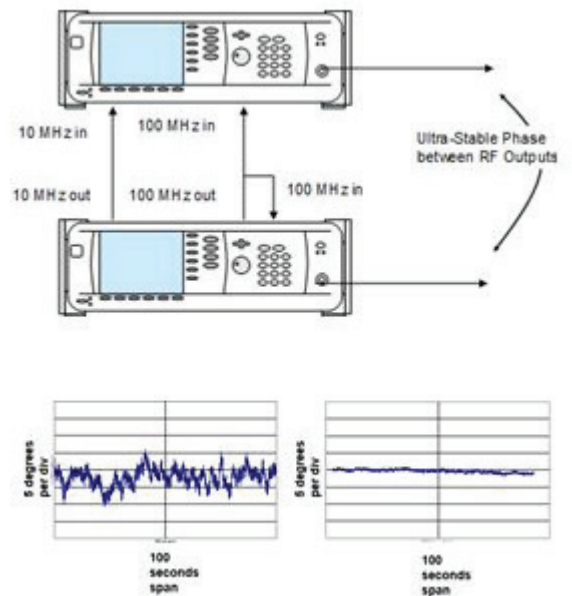 10 MHz in
100 MHz in
Ultra-Stable Phase
between RF Outputs
10 MHz out
100 MHz out
100 MHz in
5 degrees
per div
100
seconds
span
5 degrees
per div
100
seconds
span